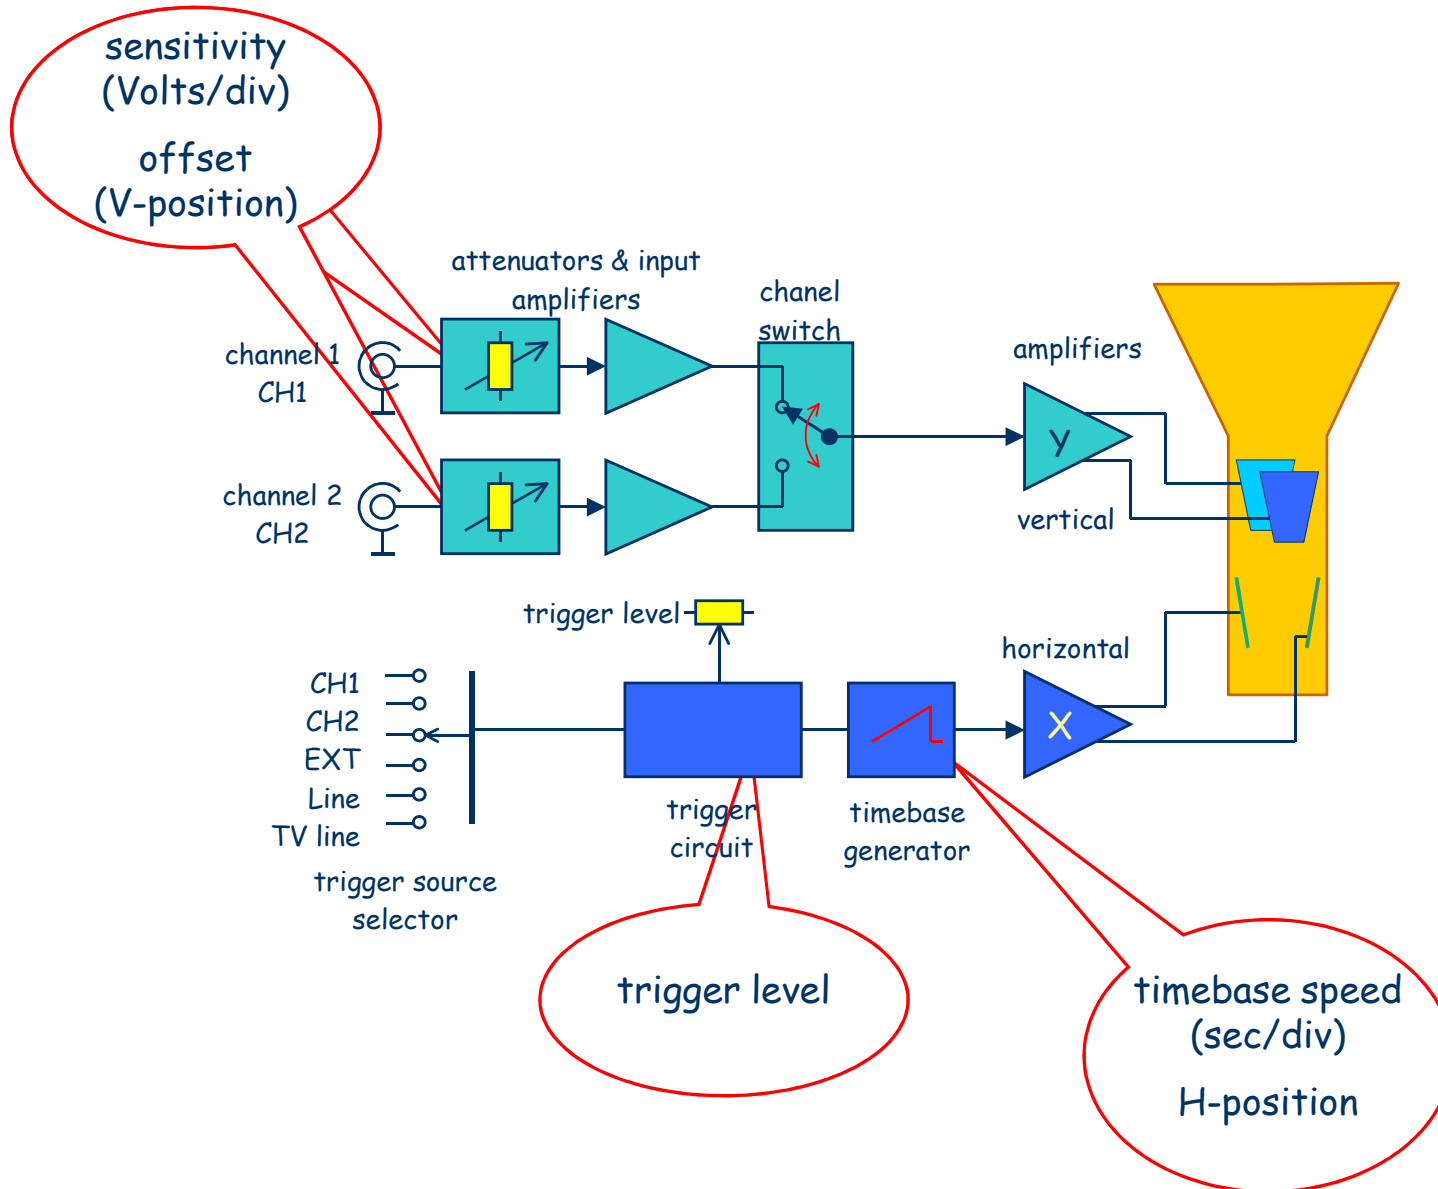 sensitivity
(Volts/div)
offset
(V-position)
attenuators & input
amplifiers
chanel
switch
channel 1
CH1
amplifiers
y
channel 2
CH2
vertical
trigger level
horizontal
CH1
CH2
EXT
Line
TV line
X
trigger
circuit
timebase
generator
trigger source
selector
trigger level
timebase speed
(sec/div)
H-position